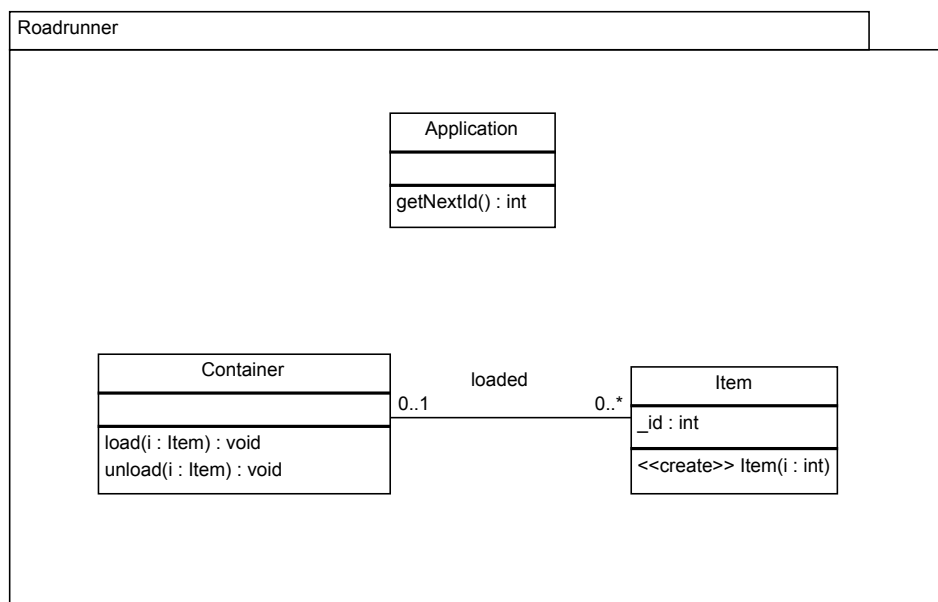 Roadrunner
Application
getNextId() : int
Container
load(i : Item) : void
unload(i : Item) : void
loaded
0..1
0..*
Item
_id : int
<<create>> Item(i : int)